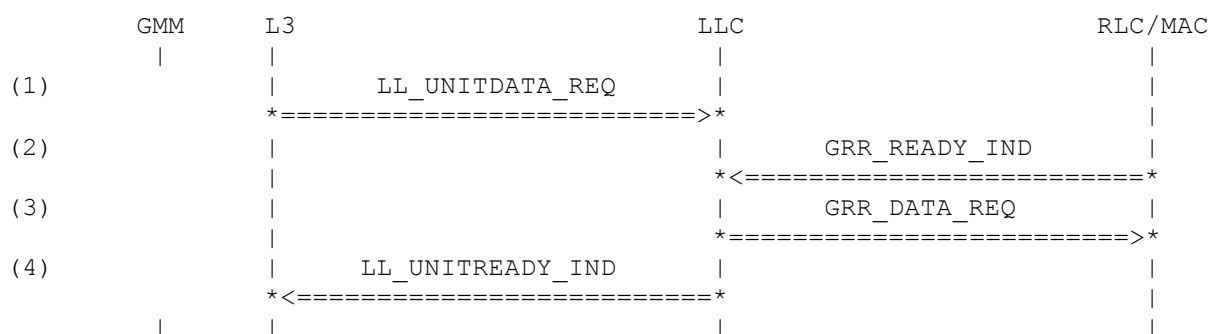 GMM L3 LLC RLC/MAC
| | | |
(1) | LL_UNITDATA_REQ | |
*==========================>* |
(2) | | GRR_READY_IND |
| *<=========================*
(3) | | GRR_DATA_REQ |
| *=========================>*
(4) | LL_UNITREADY_IND | |
*<==========================* |
| | | |